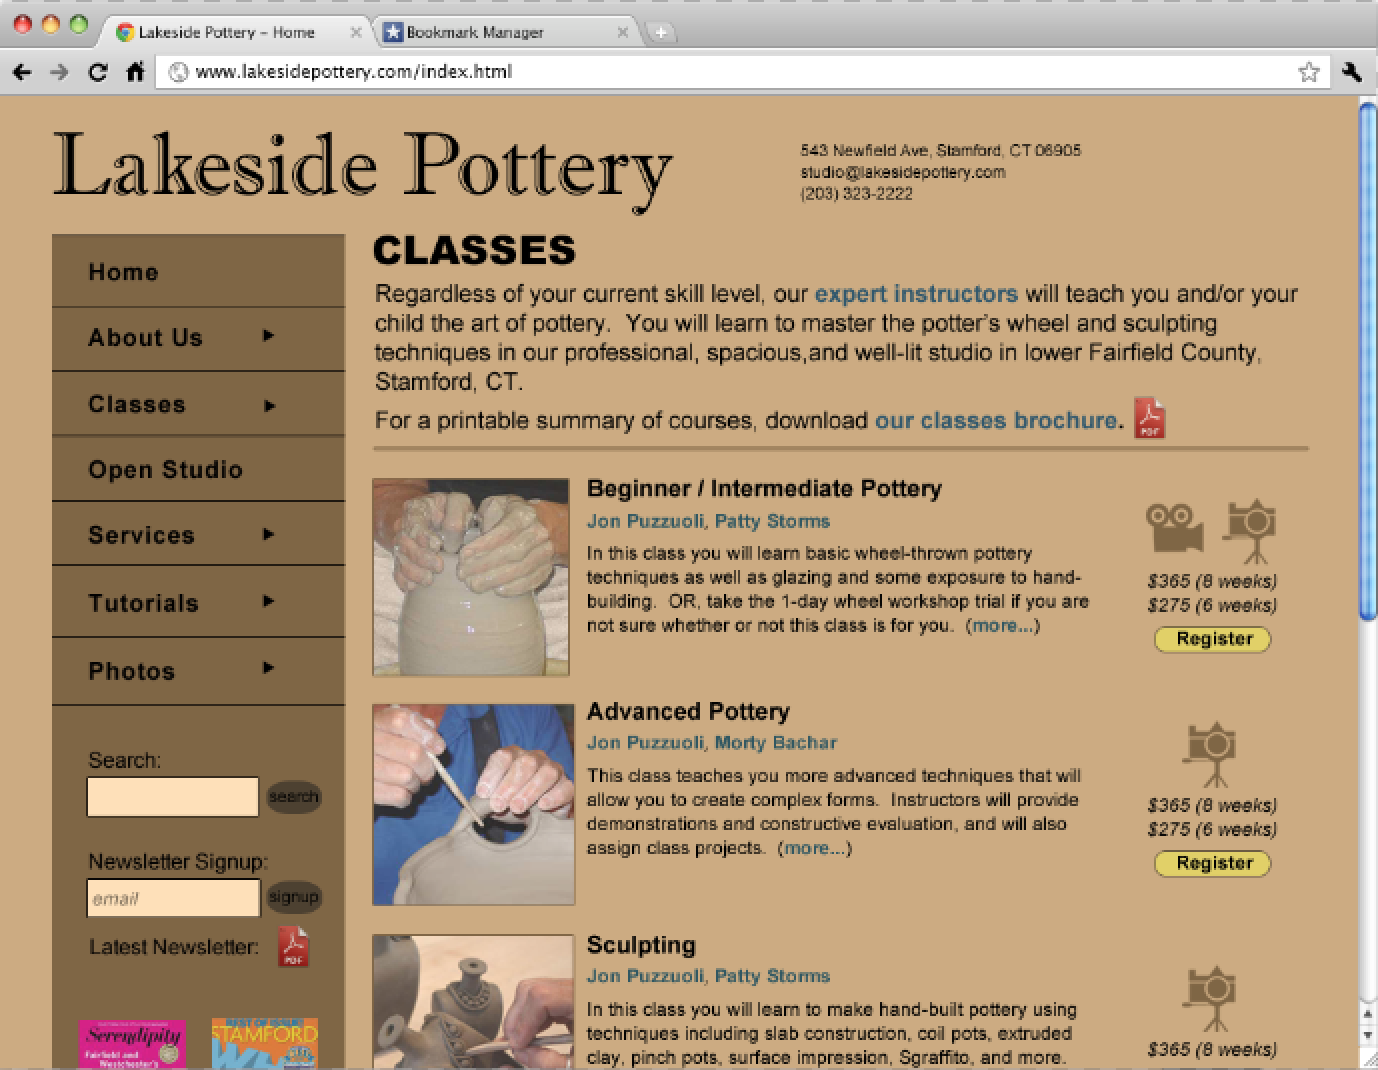 Lakeside Pottery – Home
Bookmark Manager
www.lakesidepottery.com/index.html
Lakeside Pottery
543 Newfield Ave, Stamford, CT 06905
studio@lakesidepottery.com
(203) 323-2222
Home
About Us
Classes
Open Studio
Services
Tutorials
Photos
Search:
search
Newsletter Signup:
email
signup
Latest Newsletter:
PDF
Serendipity
Fairfield and
Westchester's
BEST OF ISSUE
STAMFORD
CLASSES
Regardless of your current skill level, our expert instructors will teach you and/or your
child the art of pottery.  You will learn to master the potter's wheel and sculpting
techniques in our professional, spacious,and well-lit studio in lower Fairfield County,
Stamford, CT.
For a printable summary of courses, download our classes brochure.
PDF
Beginner / Intermediate Pottery
Jon Puzzuoli, Patty Storms
In this class you will learn basic wheel-thrown pottery
techniques as well as glazing and some exposure to hand-
building.  OR, take the 1-day wheel workshop trial if you are
not sure whether or not this class is for you.  (more...)
$365 (8 weeks)
$275 (6 weeks)
Register
Advanced Pottery
Jon Puzzuoli, Morty Bachar
This class teaches you more advanced techniques that will
allow you to create complex forms.  Instructors will provide
demonstrations and constructive evaluation, and will also
assign class projects.  (more...)
$365 (8 weeks)
$275 (6 weeks)
Register
Sculpting
Jon Puzzuoli, Patty Storms
In this class you will learn to make hand-built pottery using
techniques including slab construction, coil pots, extruded
clay, pinch pots, surface impression, Sgraffito, and more.
$365 (8 weeks)